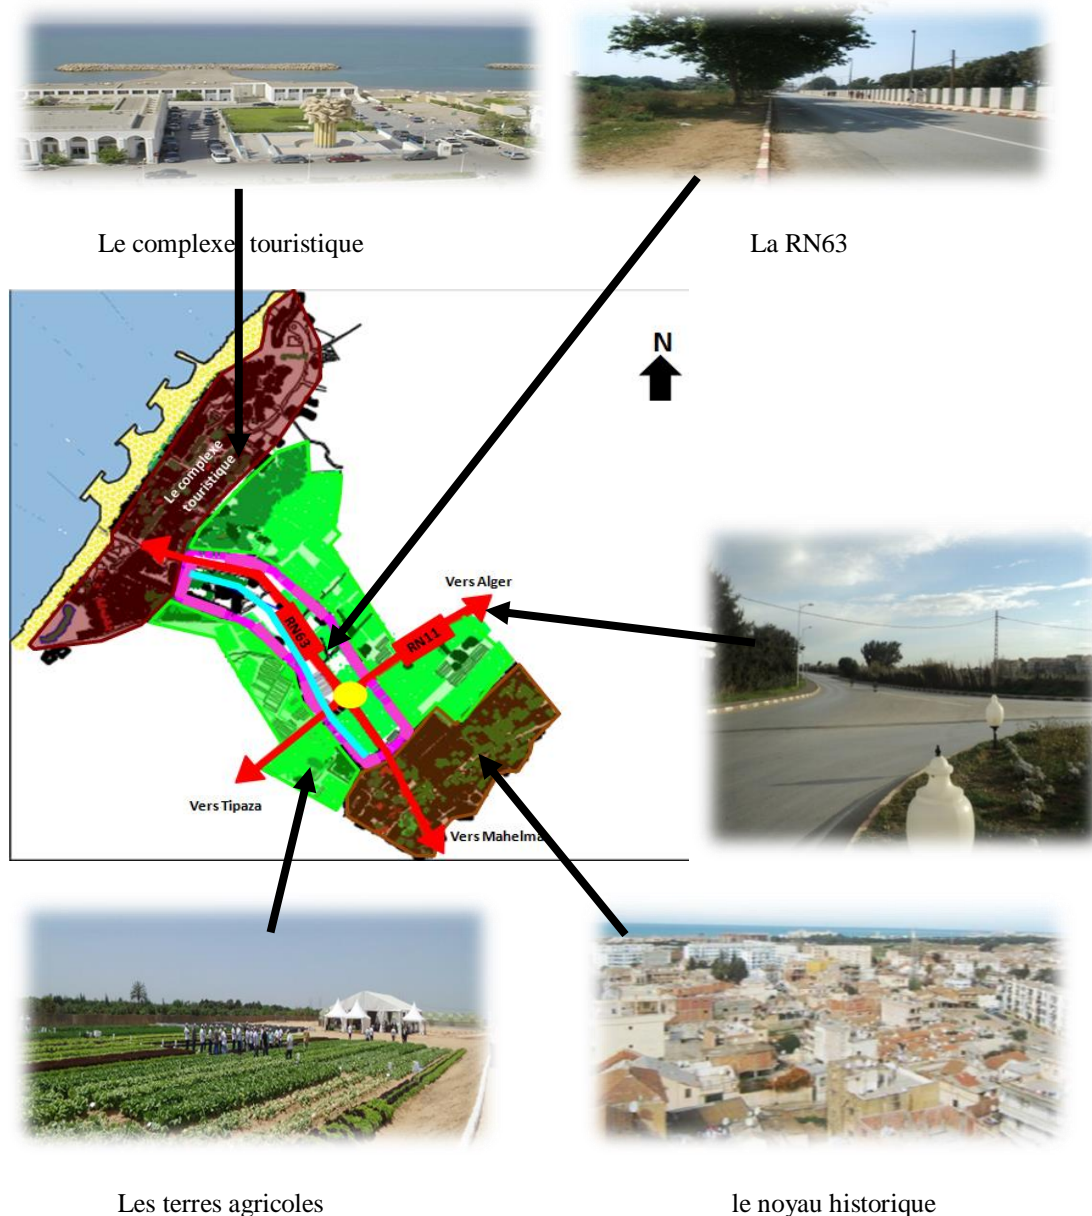 Le complexe touristique
La RN63
N
Le complexe
touristique
Vers Alger
RN63
RN11
Vers Tipaza
Vers Mahelma
Les terres agricoles
le noyau historique